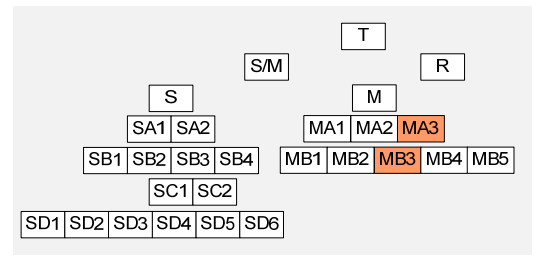 T
S/M R
S M
SA1 SA2 MA1 MA2 MA3
SB1 SB2 SB3 SB4 MB1 MB2 MB3 MB4 MB5
SC1 SC2
SD1 SD2 SD3 SD4 SD5 SD6